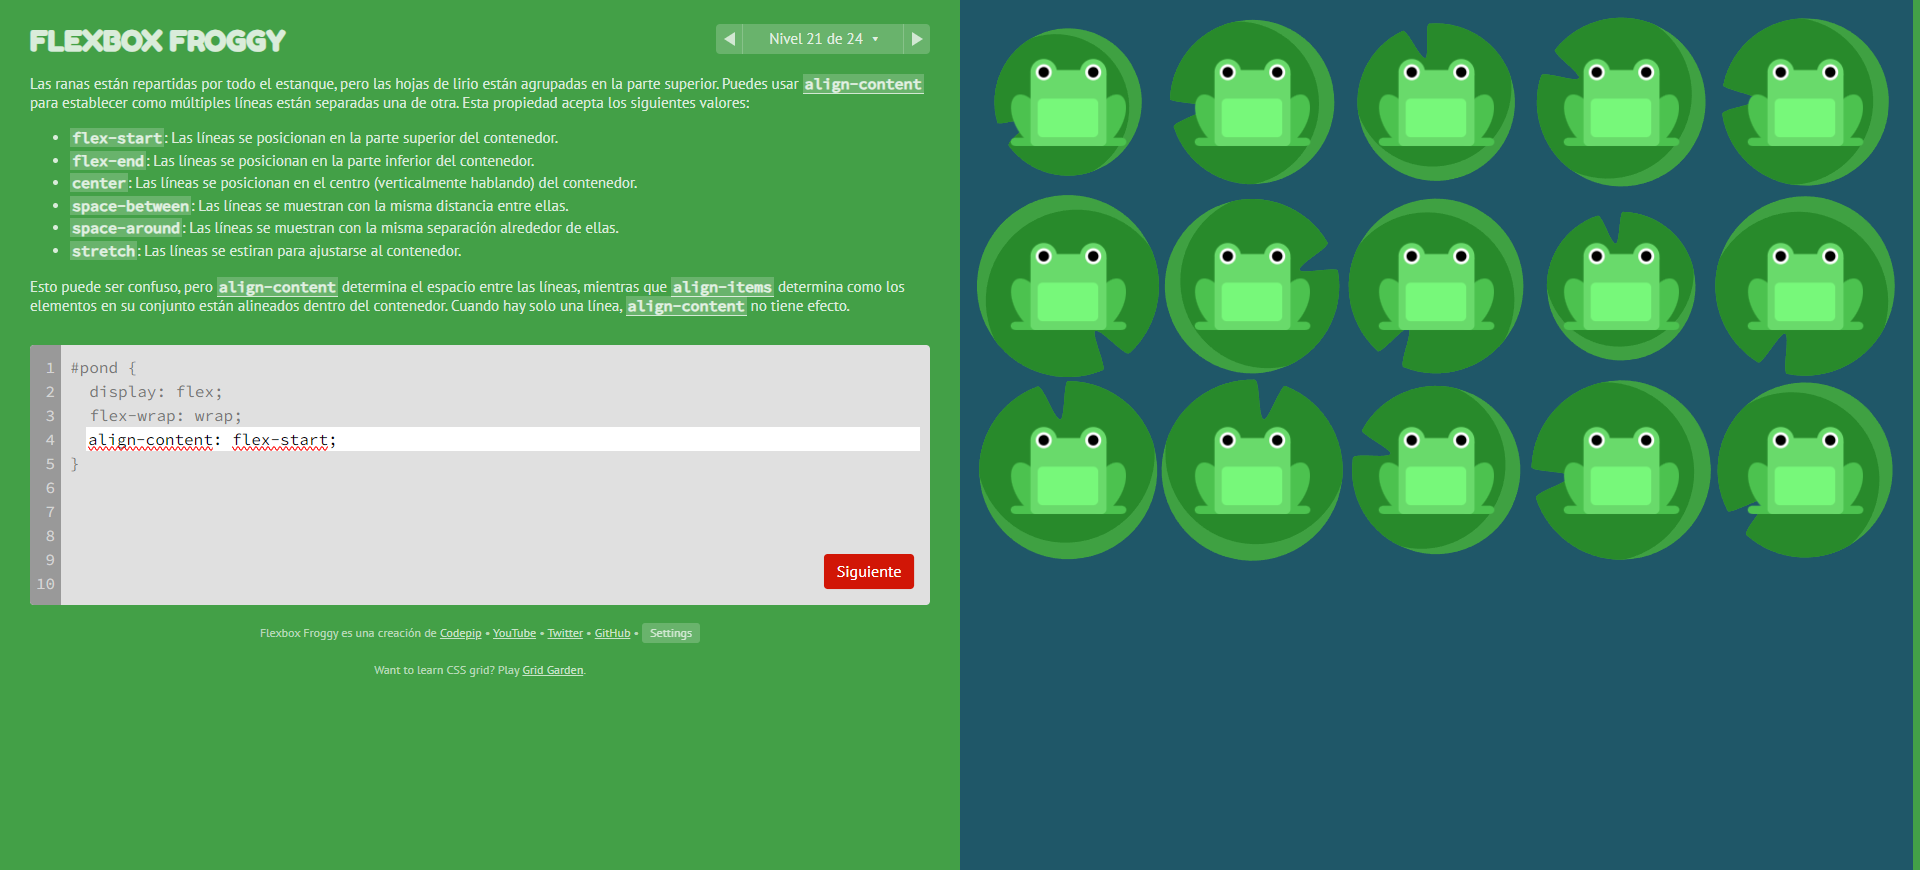 FLEXBOX FROGGY
Nivel 21 de 24
Las ranas están repartidas por todo el estanque, pero las hojas de lirio están agrupadas en la parte superior. Puedes usar align-content
para establecer como múltiples líneas están separadas una de otra. Esta propiedad acepta los siguientes valores:
• flex-start: Las líneas se posicionan en la parte superior del contenedor.
• flex-end: Las líneas se posicionan en la parte inferior del contenedor.
• center: Las líneas se posicionan en el centro (verticalmente hablando) del contenedor.
• space-between: Las líneas se muestran con la misma distancia entre ellas.
• space-around: Las líneas se muestran con la misma separación alrededor de ellas.
• stretch: Las líneas se estiran para ajustarse al contenedor.
Esto puede ser confuso, pero align-content determina el espacio entre las líneas, mientras que align-items determina como los
elementos en su conjunto están alineados dentro del contenedor. Cuando hay solo una línea, align-content no tiene efecto.
1 #pond {
2 display: flex;
3 flex-wrap: wrap;
4 align-content: flex-start;
5 }
6
7
8
9
10
Siguiente
Flexbox Froggy es una creación de Codepip • YouTube • Twitter • GitHub • Settings
Want to learn CSS grid? Play Grid Garden.